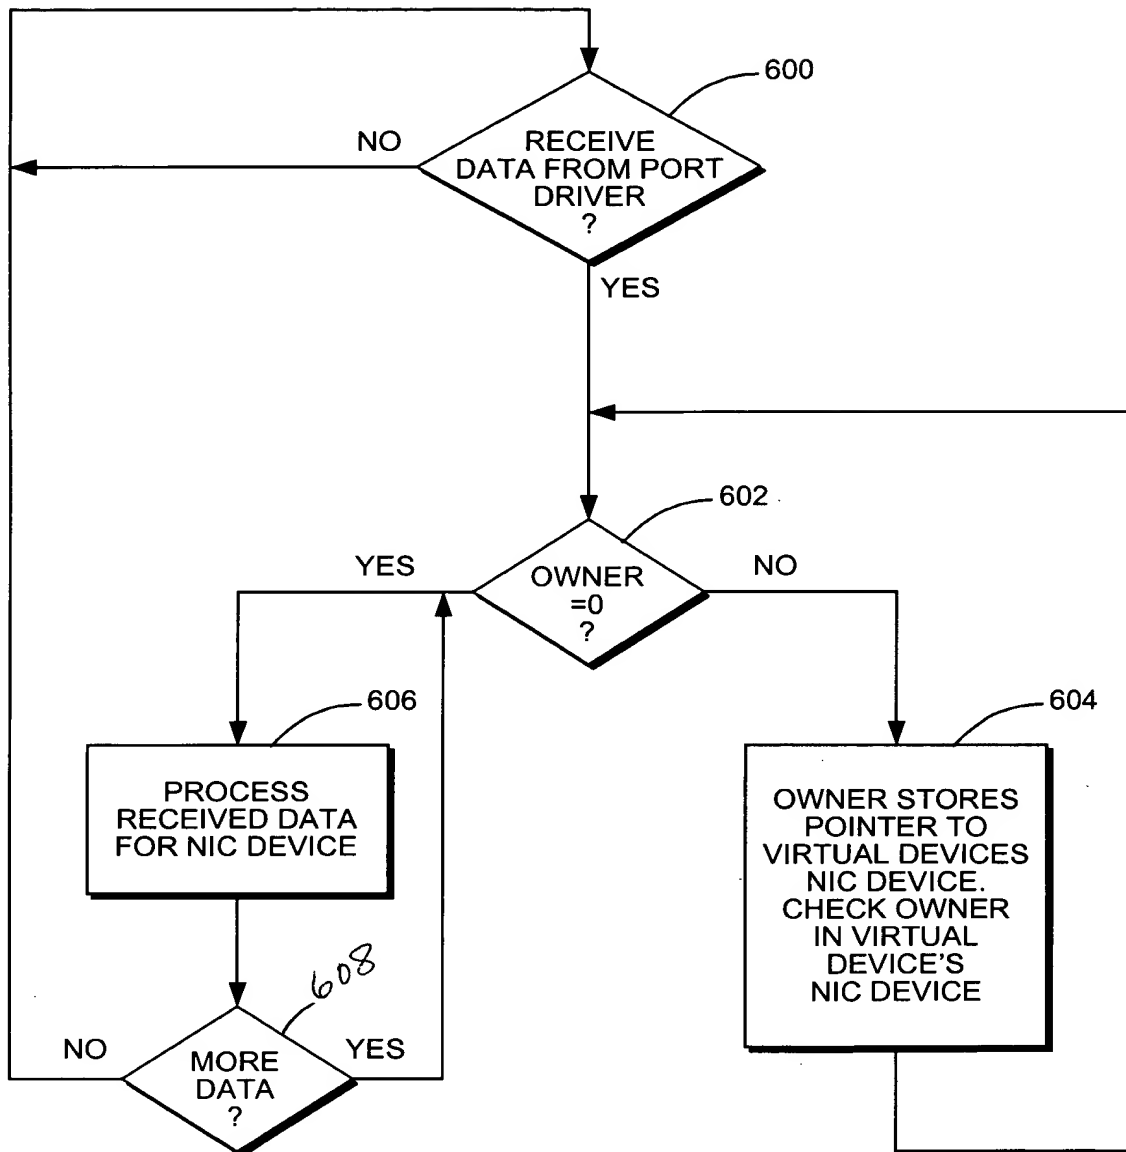 600
NO
RECEIVE
DATA FROM PORT
DRIVER
?
YES
602
YES
OWNER
=0
?
NO
606
604
PROCESS
RECEIVED DATA
FOR NIC DEVICE
OWNER STORES
POINTER TO
VIRTUAL DEVICES
NIC DEVICE.
CHECK OWNER
IN VIRTUAL
DEVICE'S
NIC DEVICE
608
NO
MORE
DATA
?
YES